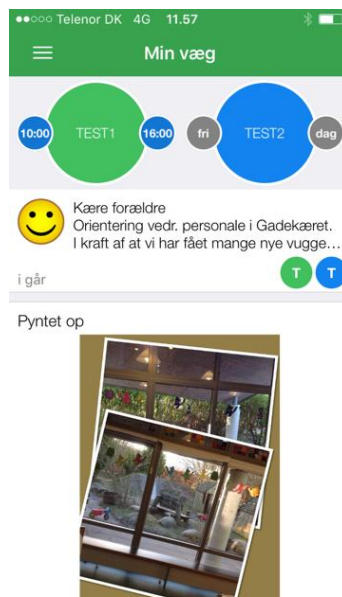 Telenor DK 4G 11.57
Min væg
10:00 TEST1 16:00 fri TEST2 dag
Kære forældre
Orientering vedr. personale i Gadekæret.
I kraft af at vi har fået mange nye vugge...
i går T T
Pyntet op